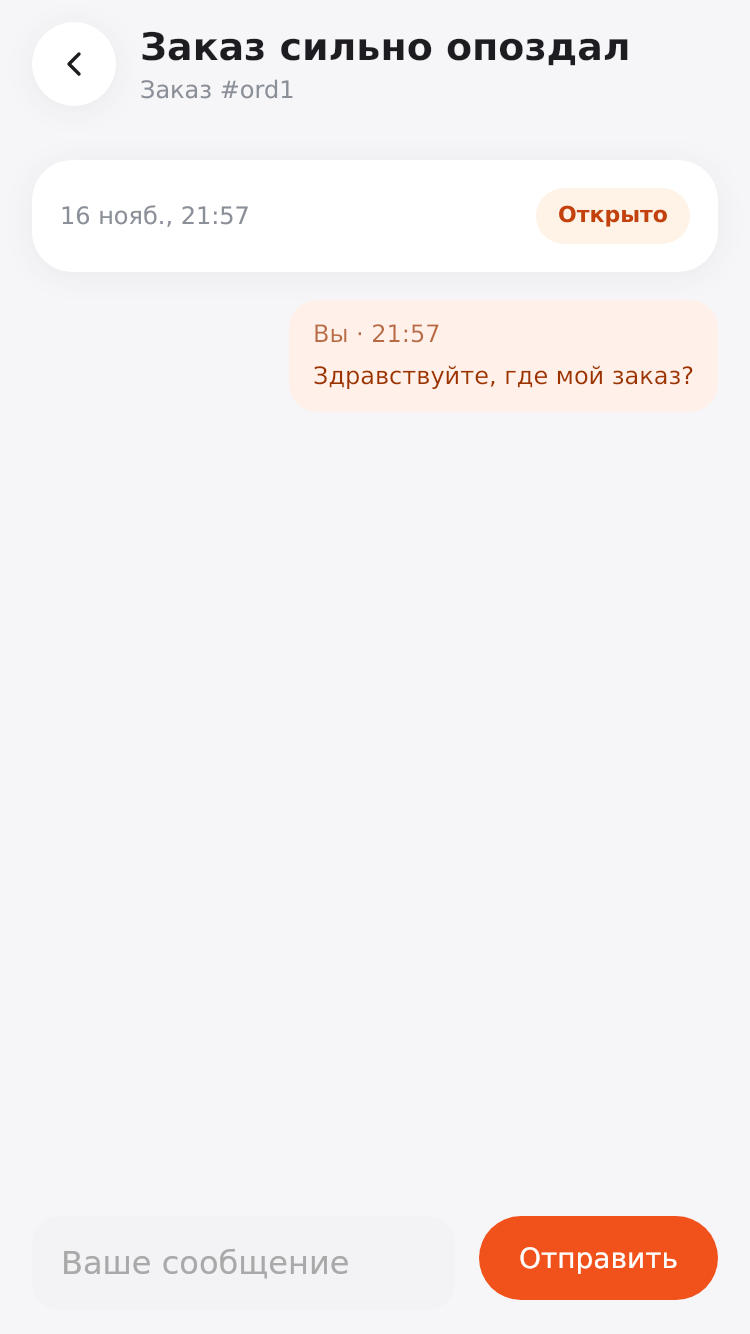 Заказ сильно опоздал
Заказ #ord1
16 нояб., 21:57
Открыто
Вы · 21:57
Здравствуйте, где мой заказ?
Ваше сообщение
Отправить